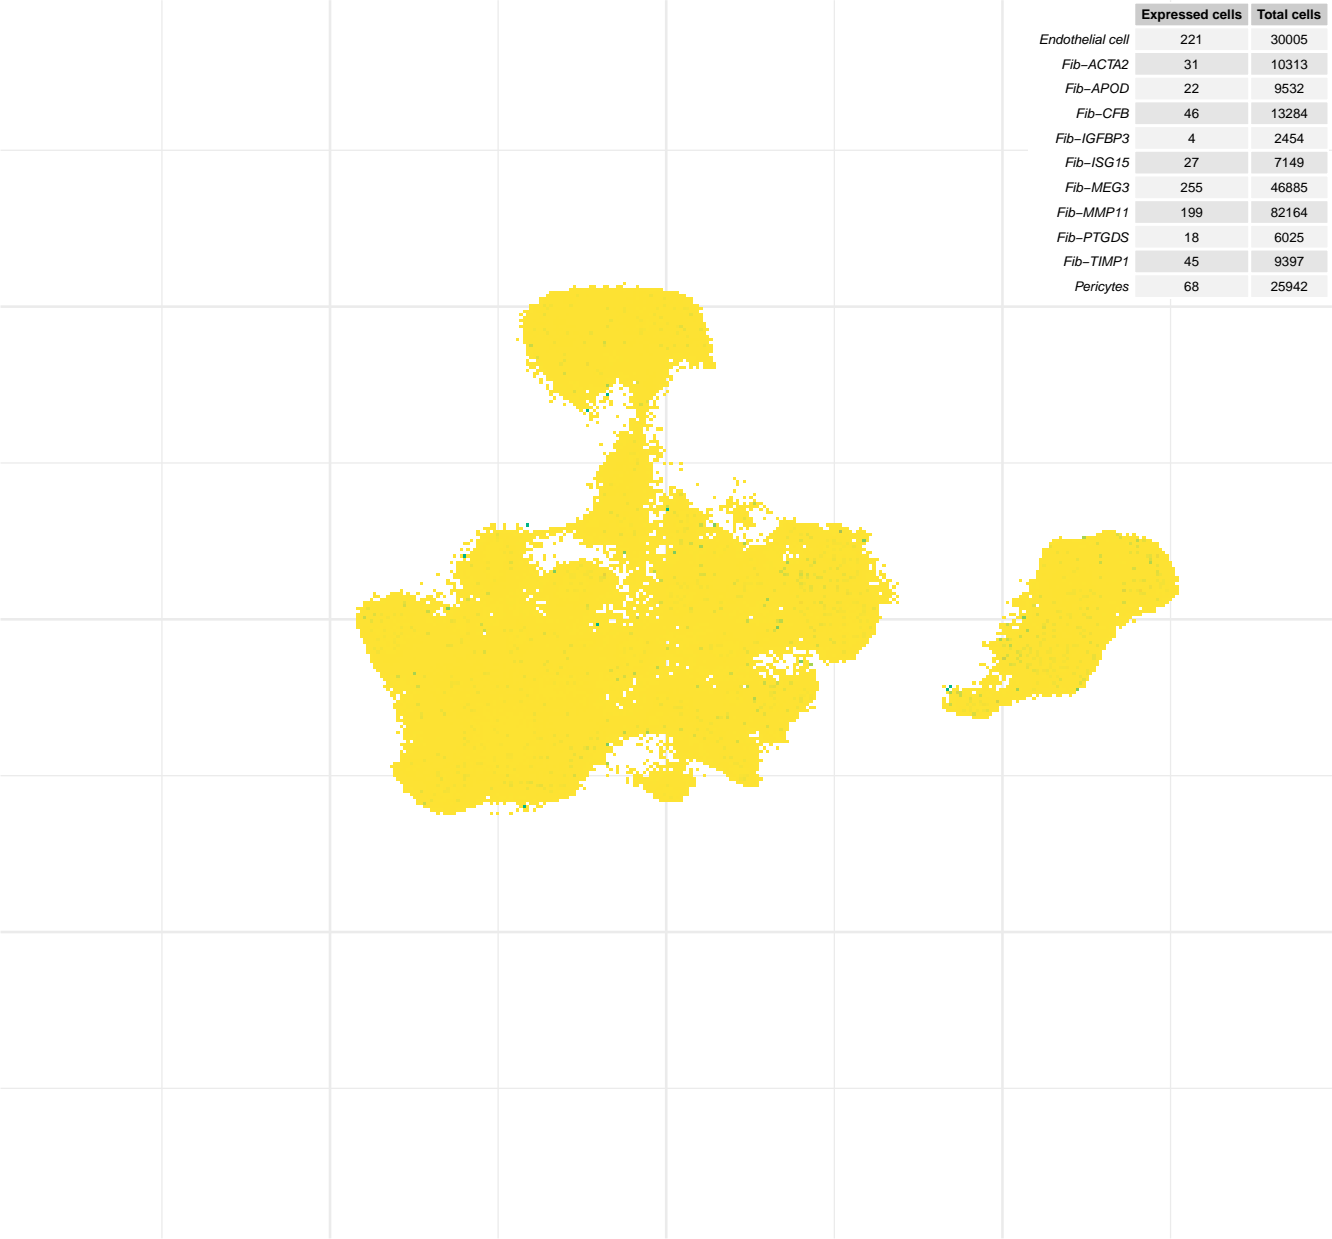 Expressed cells Total cells
Endothelial cell 221 30005
Fib−ACTA2 31 10313
Fib−APOD 22 9532
Fib−CFB 46 13284
Fib−IGFBP3 4 2454
Fib−ISG15 27 7149
Fib−MEG3 255 46885
Fib−MMP11 199 82164
Fib−PTGDS 18 6025
Fib−TIMP1 45 9397
Pericytes 68 25942